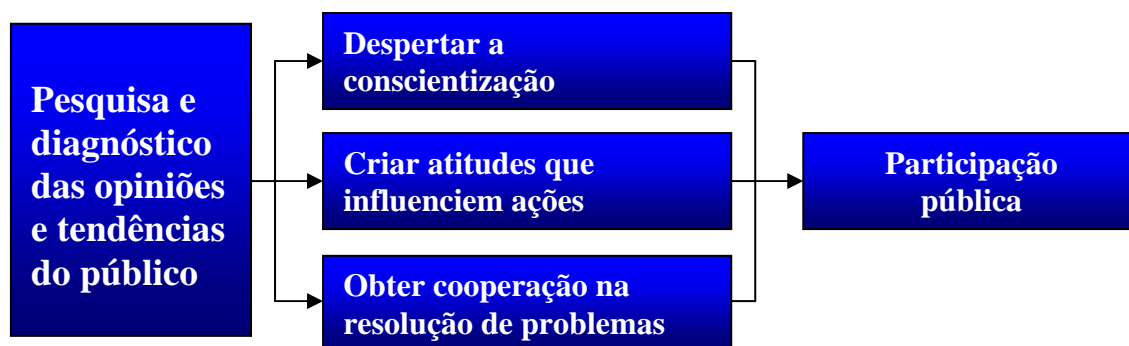 Pesquisa e
diagnóstico
das opiniões
e tendências
do público
Despertar a
conscientização
Criar atitudes que
influenciem ações
Obter cooperação na
resolução de problemas
Participação
pública